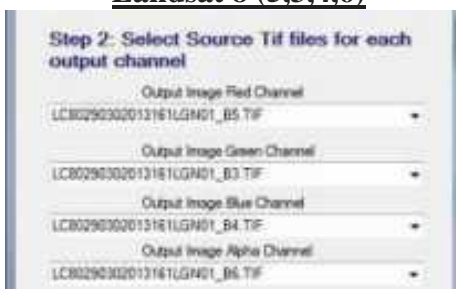 Landsat 8 (5,3,4,6)
Step 2: Select Source Tif files for each
output channel
Output Image Red Channel
LC80290302013161LGN01_B5.TIF
Output Image Green Channel
LC80290302013161LGN01_B3.TIF
Output Image Blue Channel
LC80290302013161LGN01_B4.TIF
Output Image Alpha Channel
LC80290302013161LGN01_B6.TIF